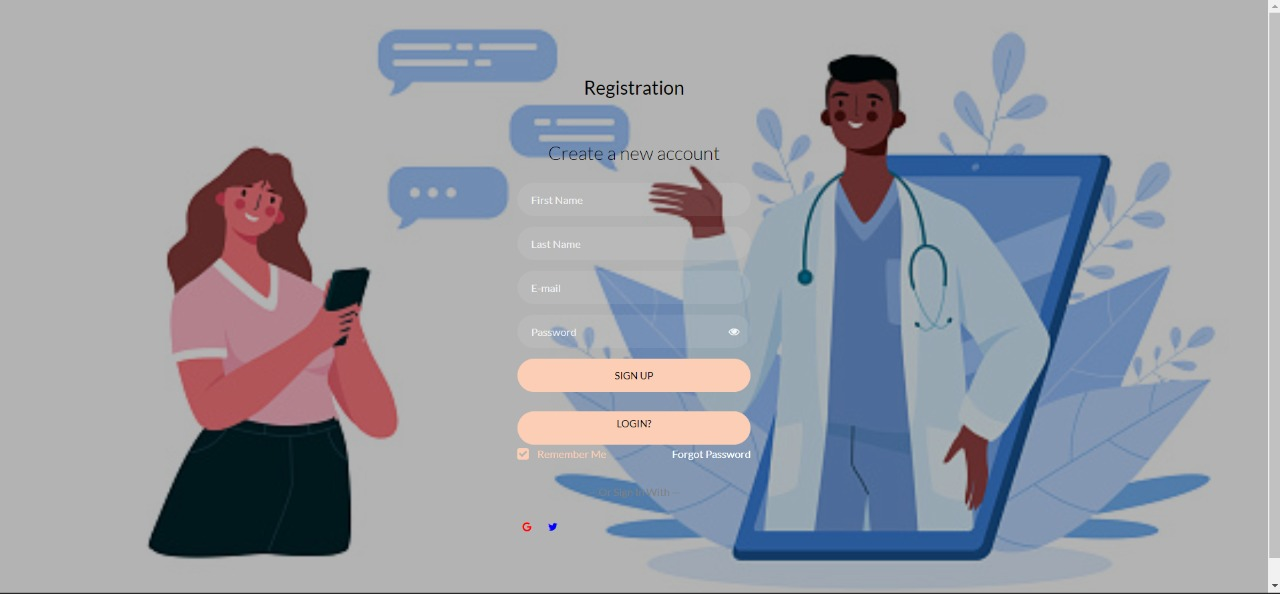 Registration
Create a new account
First Name
Last Name
E-mail
Password
SIGN UP
LOGIN?
Remember Me
Forgot Password
Or Sign In With —